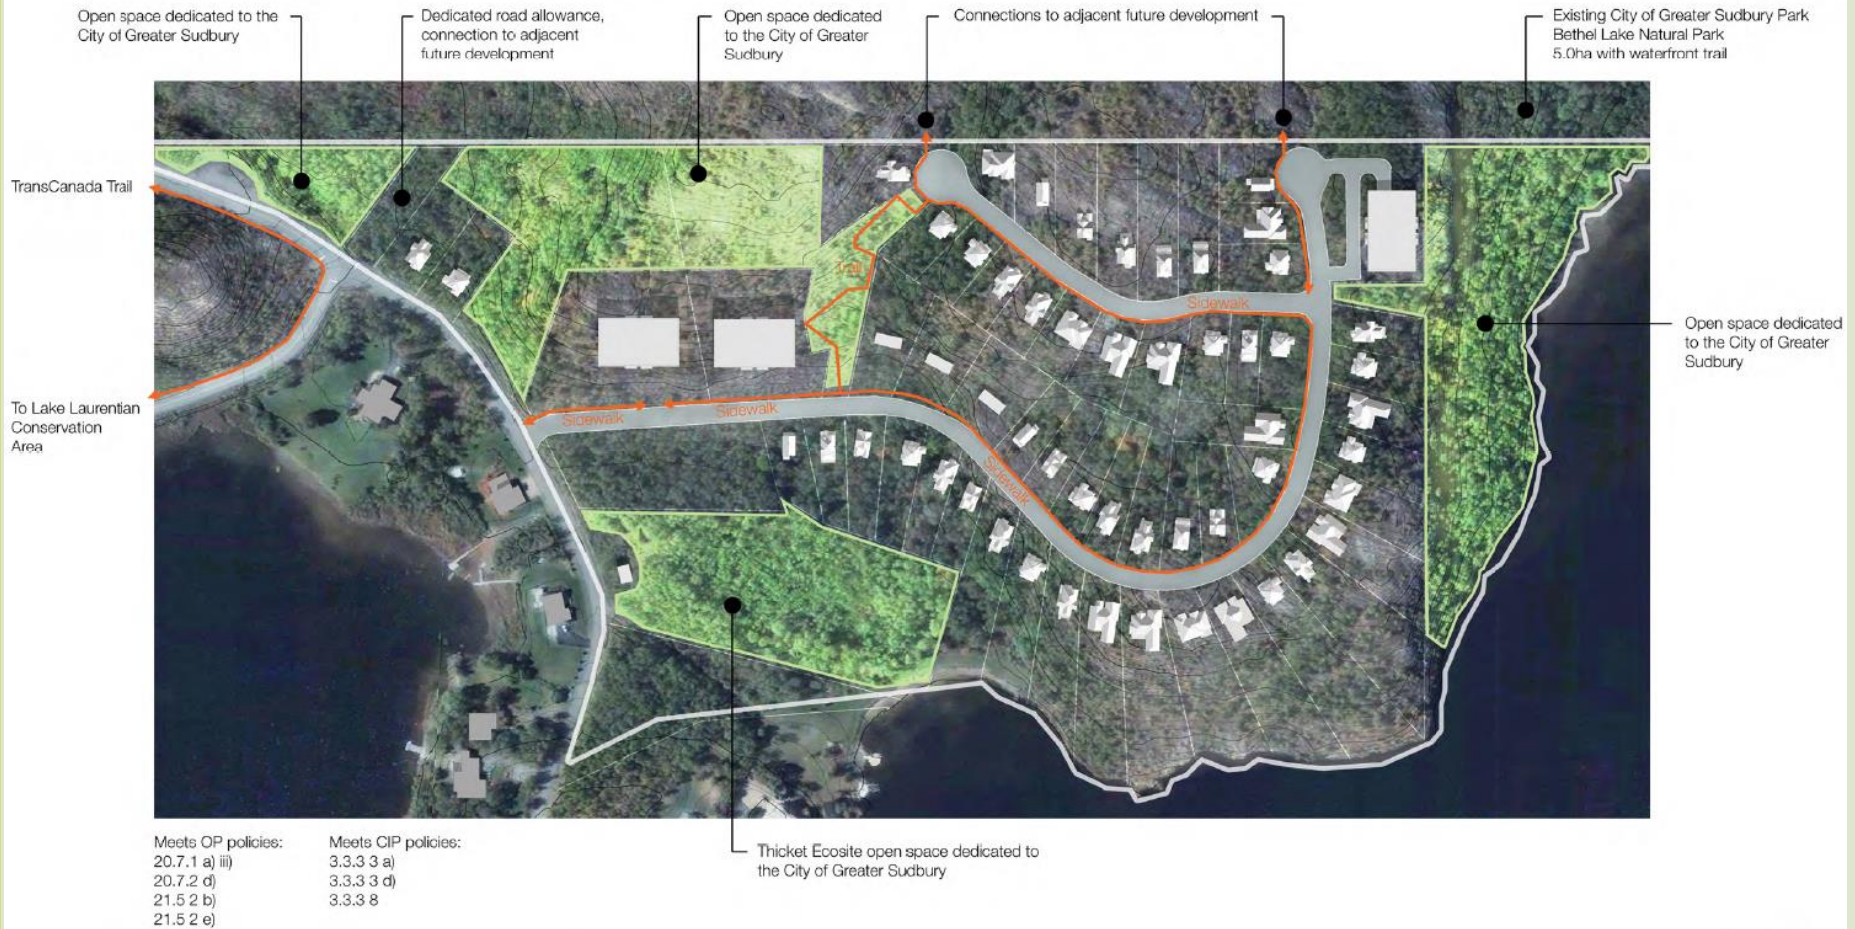 Open space dedicated to the
City of Greater Sudbury
Dedicated road allowance,
connection to adjacent
future development
Open space dedicated
to the City of Greater
Sudbury
Connections to adjacent future development
Existing City of Greater Sudbury Park
Bethel Lake Natural Park
5.0ha with waterfront trail
TransCanada Trail
Trail
Sidewalk
Open space dedicated
to the City of Greater
Sudbury
To Lake Laurentian
Conservation
Area
Sidewalk
Sidewalk
Sidewalk
Meets OP policies:
20.7.1 a) iii)
20.7.2 d)
21.5 2 b)
21.5 2 e)
Meets CIP policies:
3.3.3 3 a)
3.3.3 3 d)
3.3.3 8
Thicket Ecosite open space dedicated to
the City of Greater Sudbury